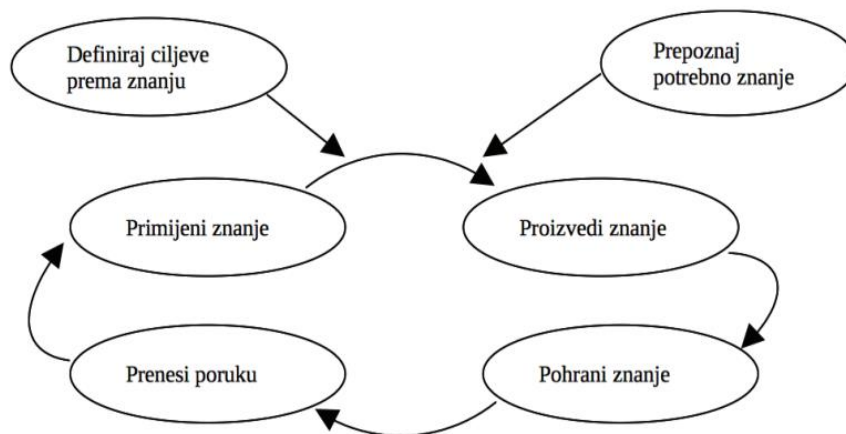 Definiraj ciljeve
prema znanju
Prepoznaj
potrebno znanje
Primijeni znanje
Proizvedi znanje
Prenesi poruku
Pohrani znanje